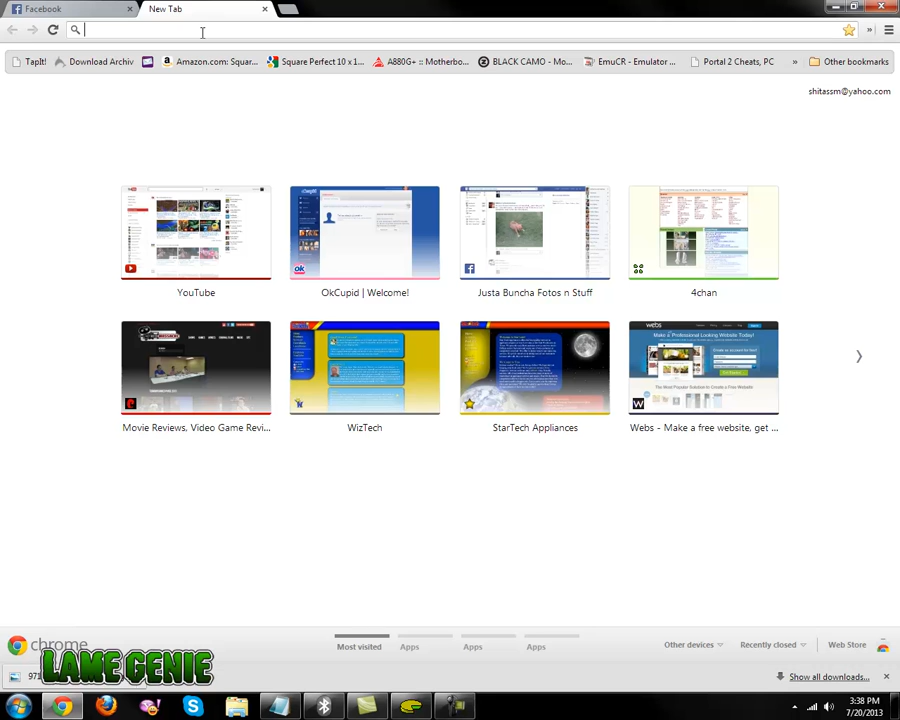 Facebook
New Tab
TapIt!
Download Archiv
Amazon.com: Squar...
Square Perfect 10 x 1...
A880G+ :: Motherbo...
BLACK CAMO - Mo...
EmuCR - Emulator ...
Portal 2 Cheats, PC
»
Other bookmarks
shitassm@yahoo.com
YouTube
OkCupid | Welcome!
Justa Buncha Fotos n Stuff
4chan
Movie Reviews, Video Game Revi...
WizTech
StarTech Appliances
Webs - Make a free website, get ...
chrome
Most visited
Apps
Apps
Apps
Other devices
Recently closed
Web Store
LAME GENIE
971
Show all downloads...
3:38 PM
7/20/2013